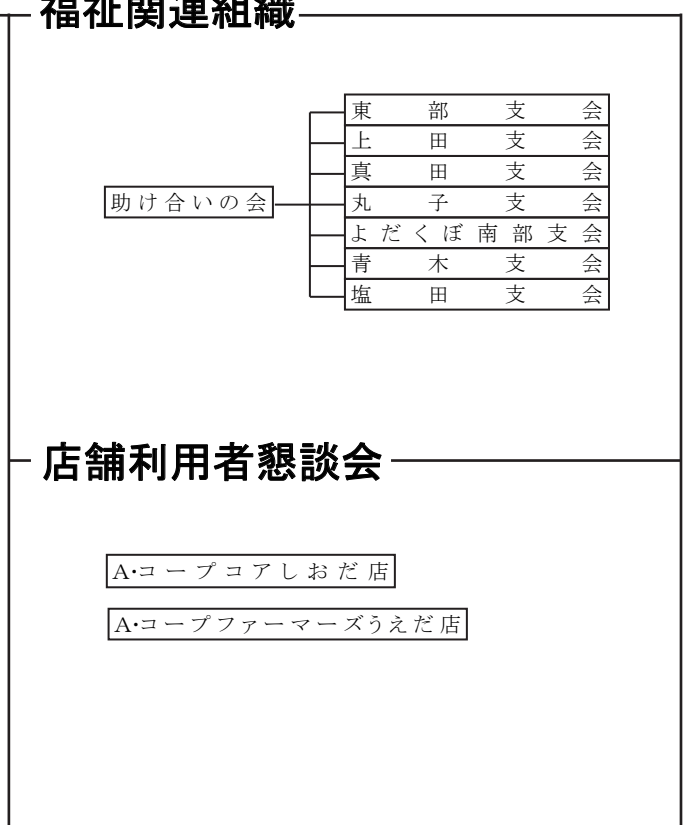 福祉関連組織
助け合いの会
東部支会
上田支会
真田支会
丸子支会
よだくぼ南部支会
青木支会
塩田支会
店舗利用者懇談会
A･コープコアしおだ店
A･コープファーマーズうえだ店